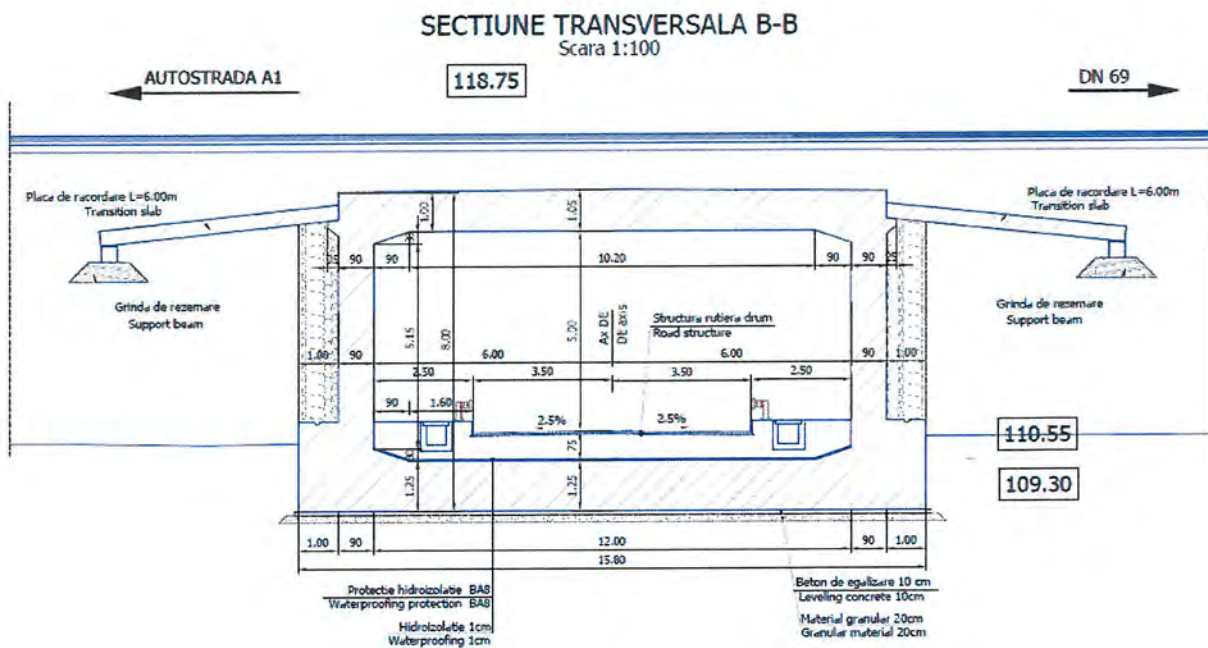 SECTIUNE TRANSVERSALA B-B
Scara 1:100
AUTOSTRADA A1
118.75
DN 69
Placa de racordare L=6.00m
Transition slab
Placa de racordare L=6.00m
Transition slab
1.00
1.05
25
90
90
10.20
90
90
25
Grinda de rezemare
Support beam
Grinda de rezemare
Support beam
5.15
8.00
5.00
Ax DE
DE axis
Structura rutiera drum
Road structure
1.00
90
6.00
6.00
90
1.00
2.50
3.50
3.50
2.50
90
1.60
2.5%
2.5%
110.55
75
1.25
1.25
109.30
1.00
90
12.00
90
1.00
15.80
Protectie hidroizolatie BA8
Waterproofing protection BA8
Beton de egalizare 10 cm
Leveling concrete 10cm
Hidroizolatie 1cm
Waterproofing 1cm
Material granular 20cm
Granular material 20cm